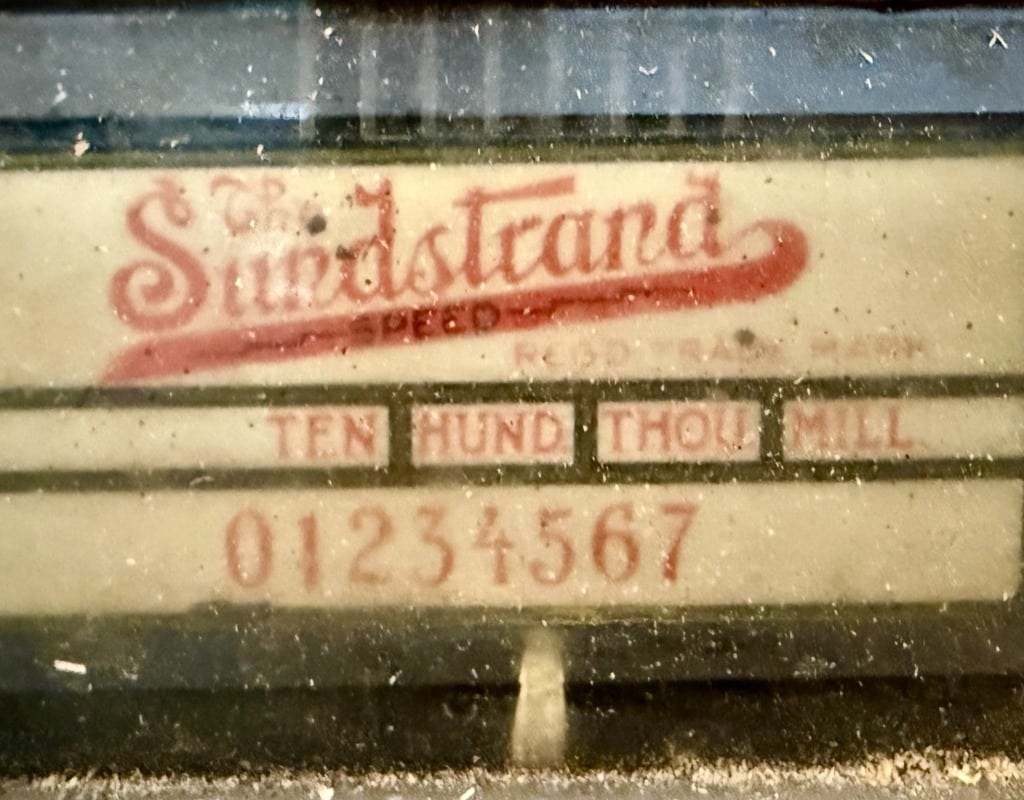 The
Sundstrand
SPEED
REGD TRADE MARK
TEN HUND THOU MILL
01234567